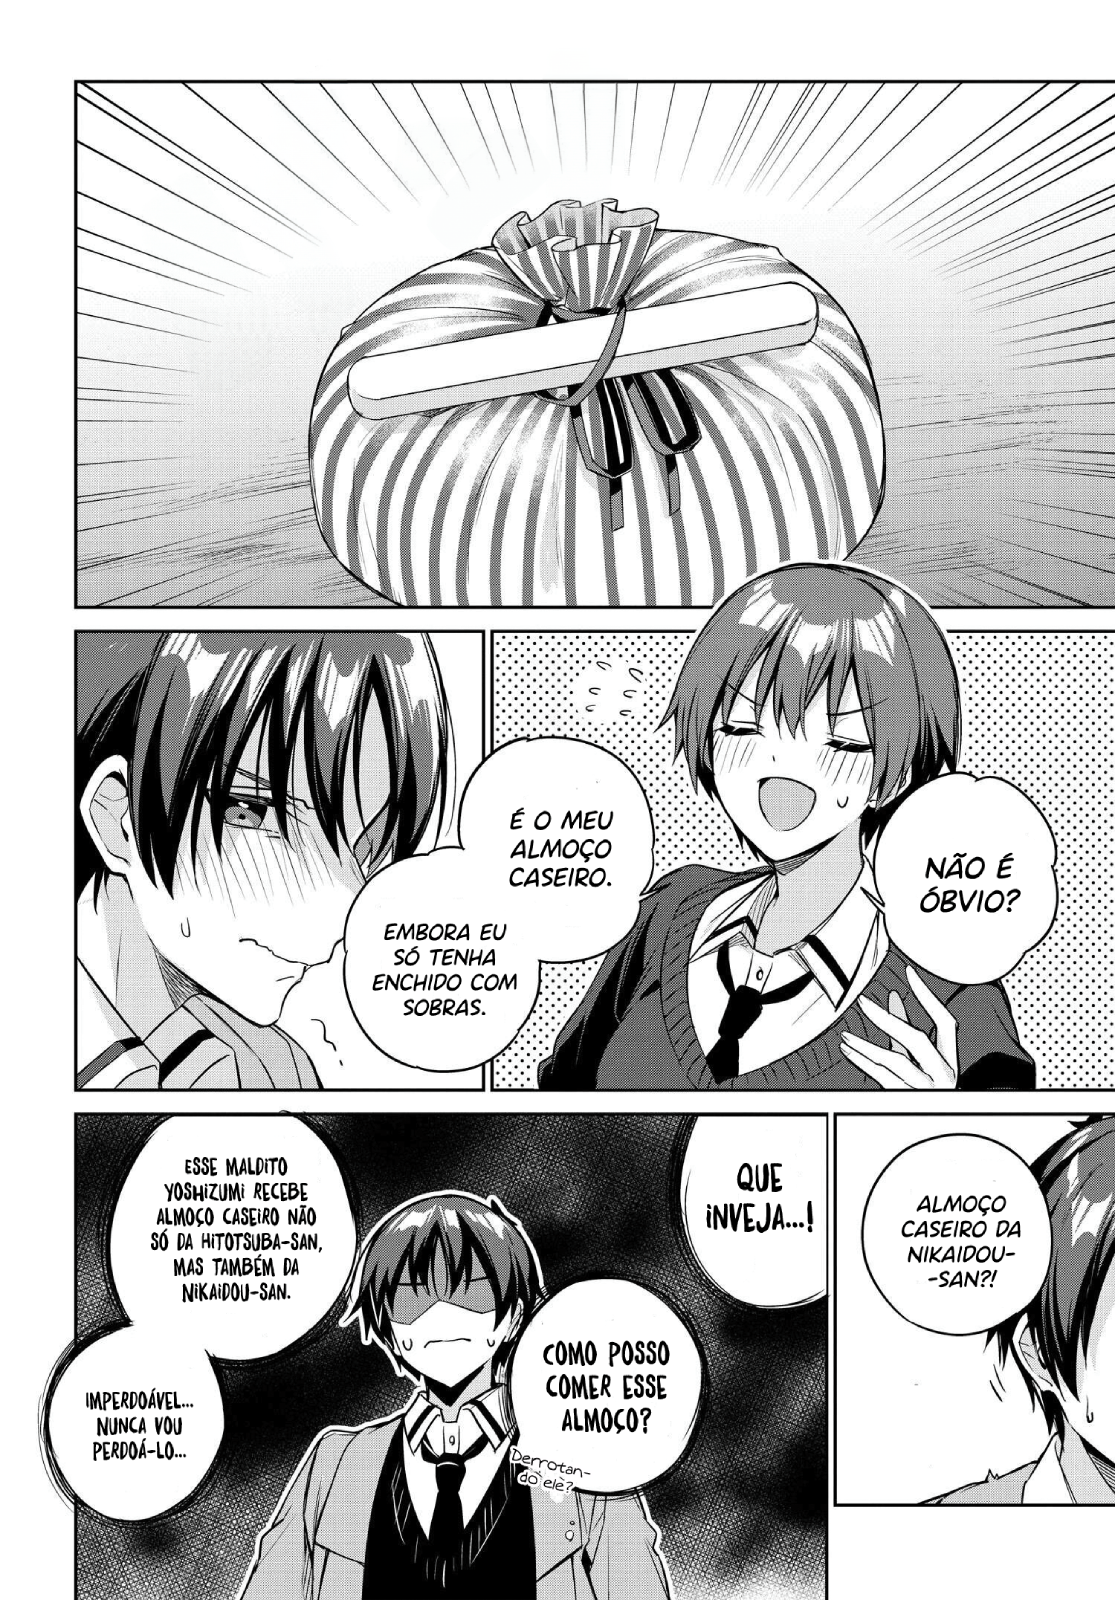 NÃO É
ÓBVIO?
É O MEU
ALMOÇO
CASEIRO.
EMBORA EU
SÓ TENHA
ENCHIDO COM
SOBRAS.
ALMOÇO
CASEIRO DA
NIKAIDOU-
-SAN?!
QUE
INVEJA...!
COMO POSSO
COMER ESSE
ALMOÇO?
Derrotan-
do ele?
ESSE MALDITO
YOSHIZUMI RECEBE
ALMOÇO CASEIRO NÃO
SÓ DA HITOTSUBA-SAN,
MAS TAMBÉM DA
NIKAIDOU-SAN.
IMPERDOÁVEL...
NUNCA VOU
PERDOÁ-LO...